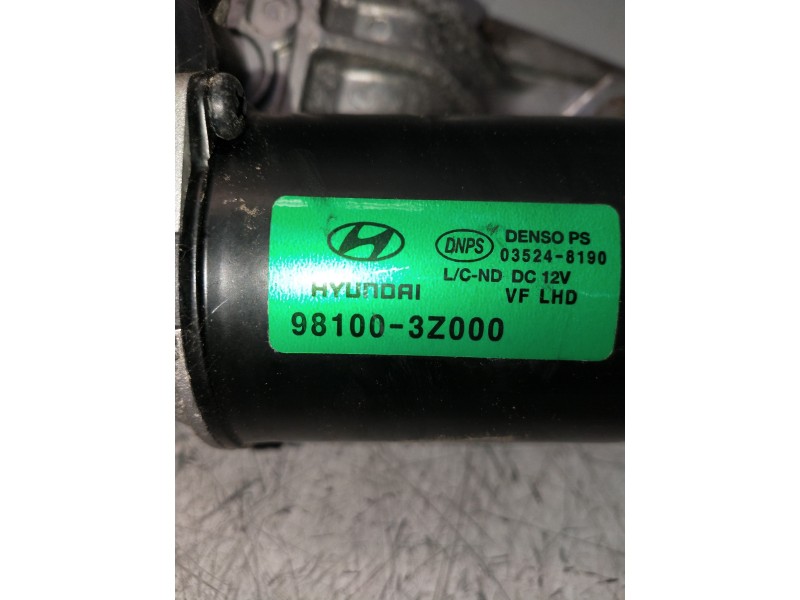 HYUNDAI
DNPS
DENSO PS
03524-8190
L/C-ND DC 12V
VF LHD
98100-3Z000